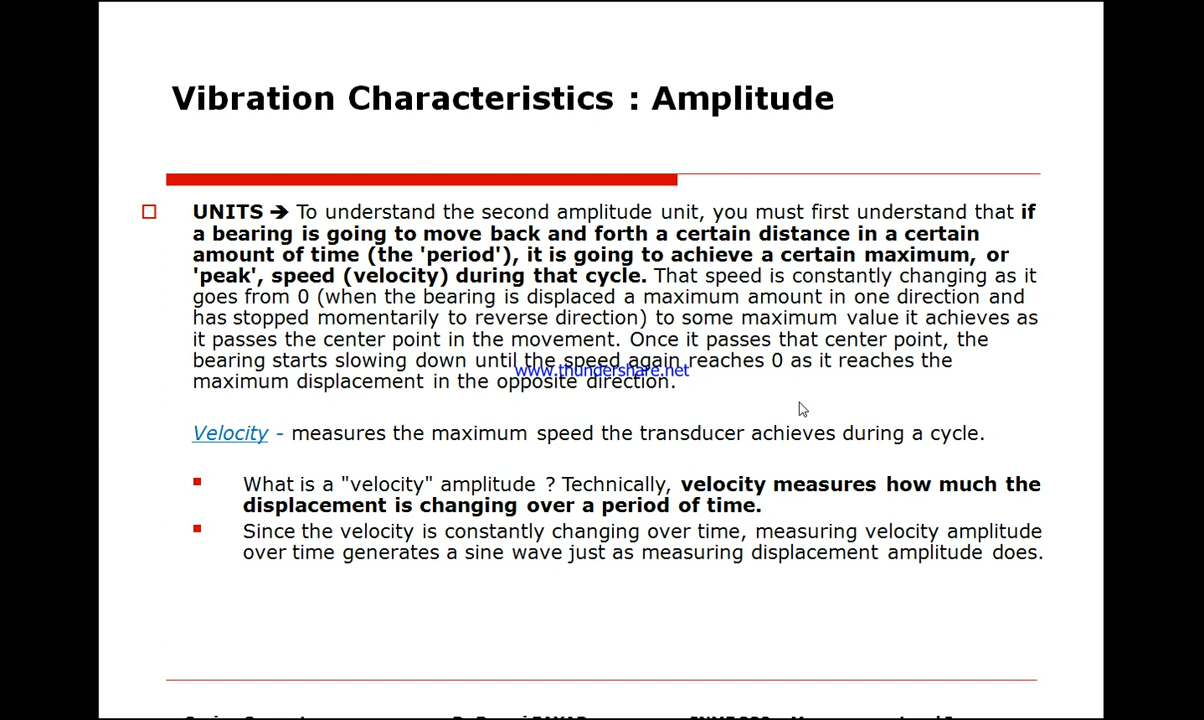 Vibration Characteristics : Amplitude
UNITS ➔ To understand the second amplitude unit, you must first understand that if
a bearing is going to move back and forth a certain distance in a certain
amount of time (the 'period'), it is going to achieve a certain maximum, or
'peak', speed (velocity) during that cycle. That speed is constantly changing as it
goes from 0 (when the bearing is displaced a maximum amount in one direction and
has stopped momentarily to reverse direction) to some maximum value it achieves as
it passes the center point in the movement. Once it passes that center point, the
bearing starts slowing down until the speed again reaches 0 as it reaches the
www.thundershare.net
maximum displacement in the opposite direction.
Velocity - measures the maximum speed the transducer achieves during a cycle.
What is a "velocity" amplitude ? Technically, velocity measures how much the
displacement is changing over a period of time.
Since the velocity is constantly changing over time, measuring velocity amplitude
over time generates a sine wave just as measuring displacement amplitude does.